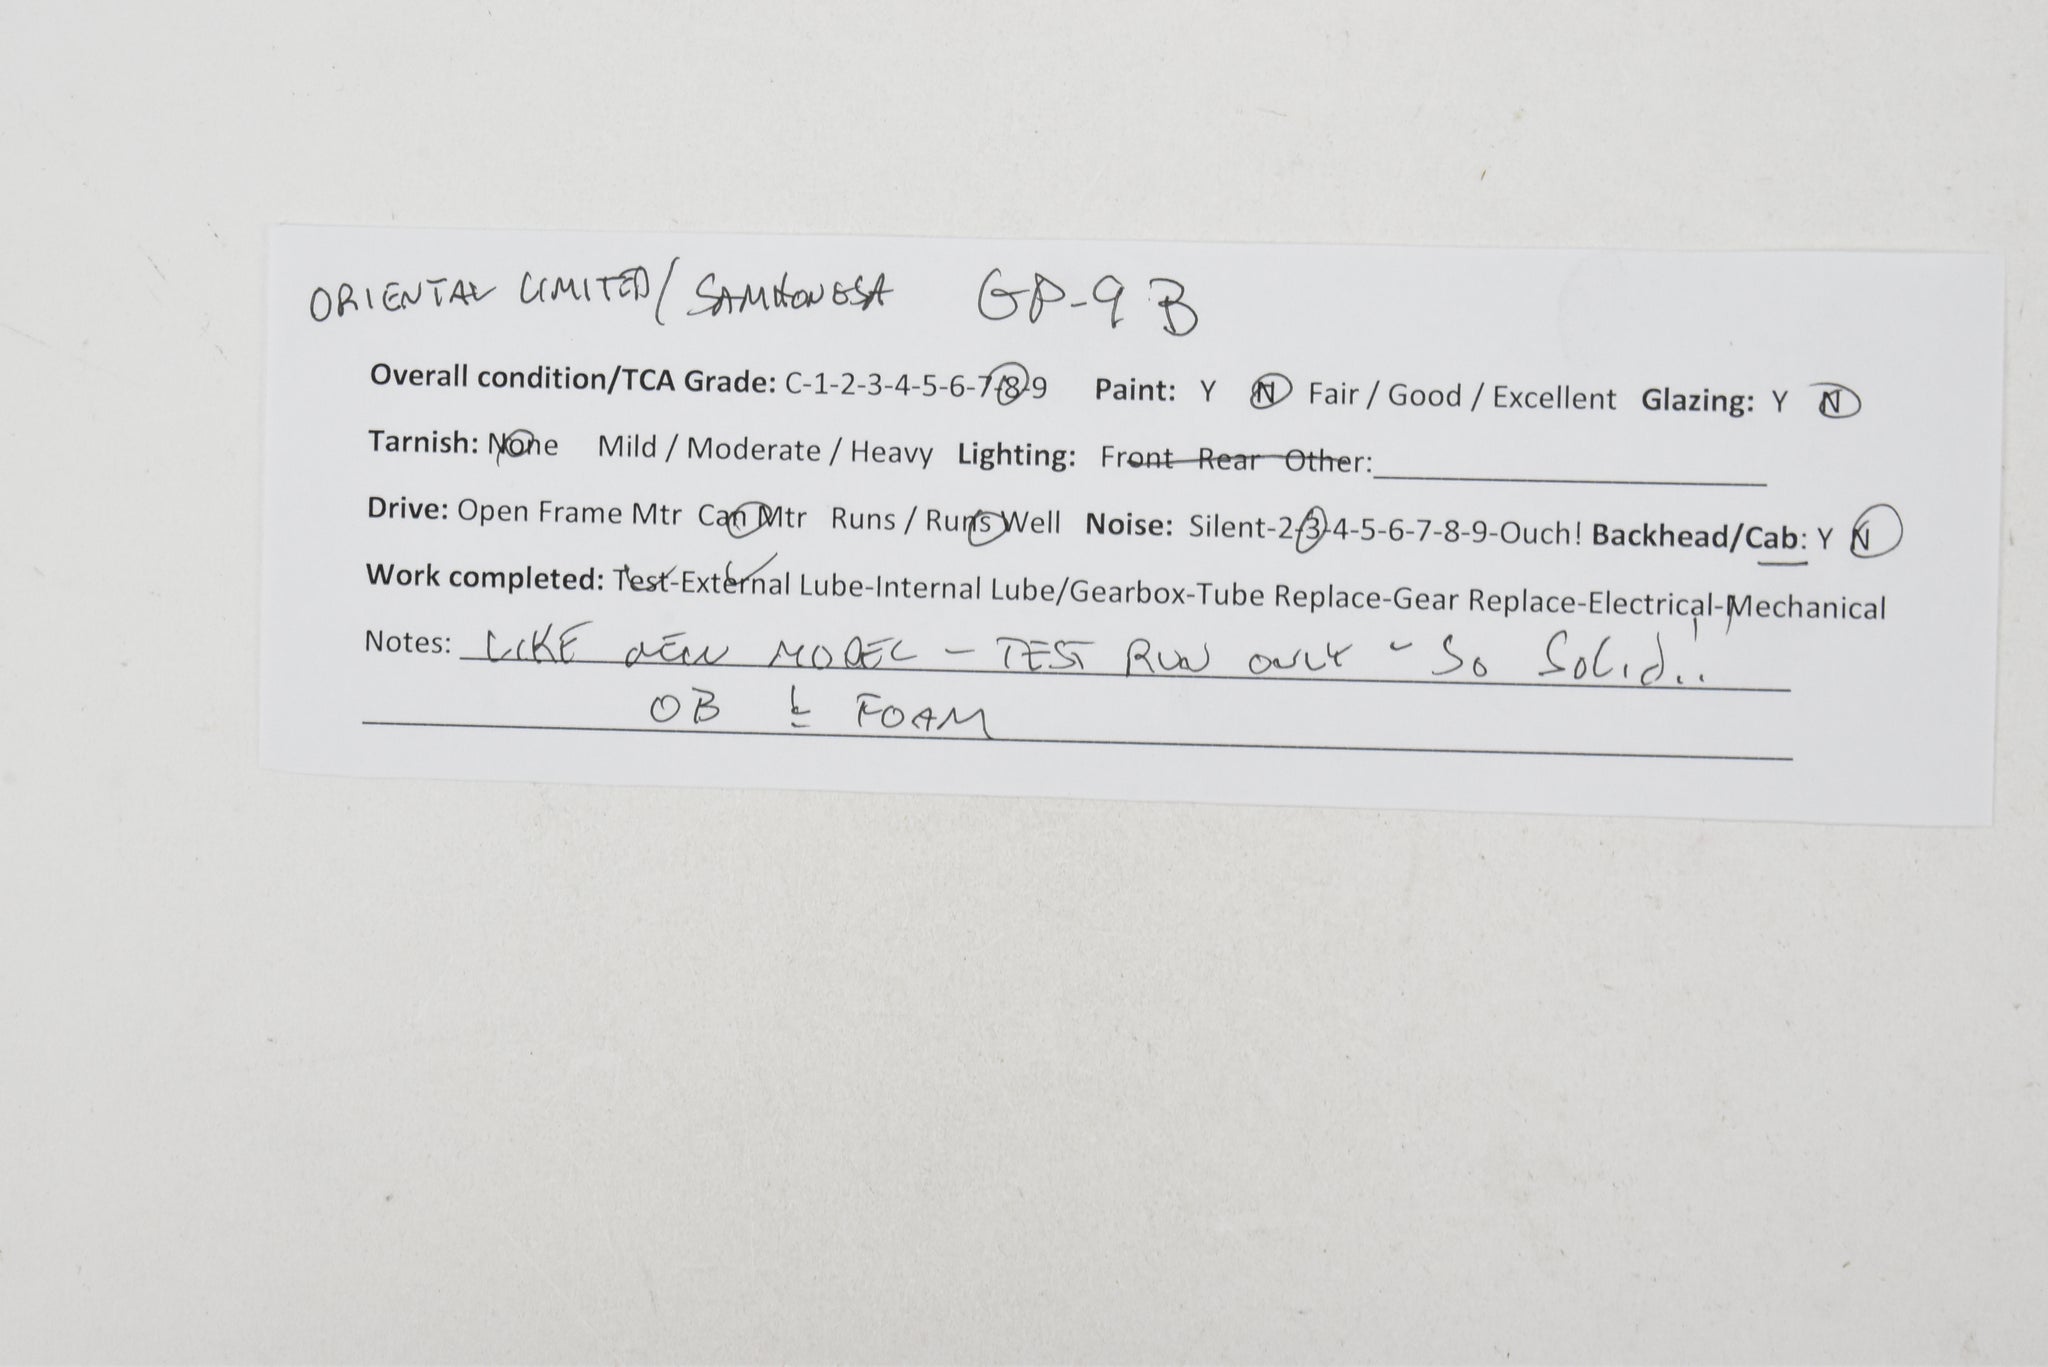 ORIENTAL LIMITED/SAMHONGSA GP-9 B
Overall condition/TCA Grade: C-1-2-3-4-5-6-7-8-9 Paint: Y N Fair / Good / Excellent Glazing: Y N
Tarnish: None Mild / Moderate / Heavy Lighting: Front Rear Other:
Drive: Open Frame Mtr Can Mtr Runs / Runs Well Noise: Silent-2-3-4-5-6-7-8-9-Ouch! Backhead/Cab: Y N
Work completed: Test-External Lube-Internal Lube/Gearbox-Tube Replace-Gear Replace-Electrical-Mechanical
Notes: LIKE NEW MODEL - TEST RUN ONLY - SO SOLID..
OB & FOAM